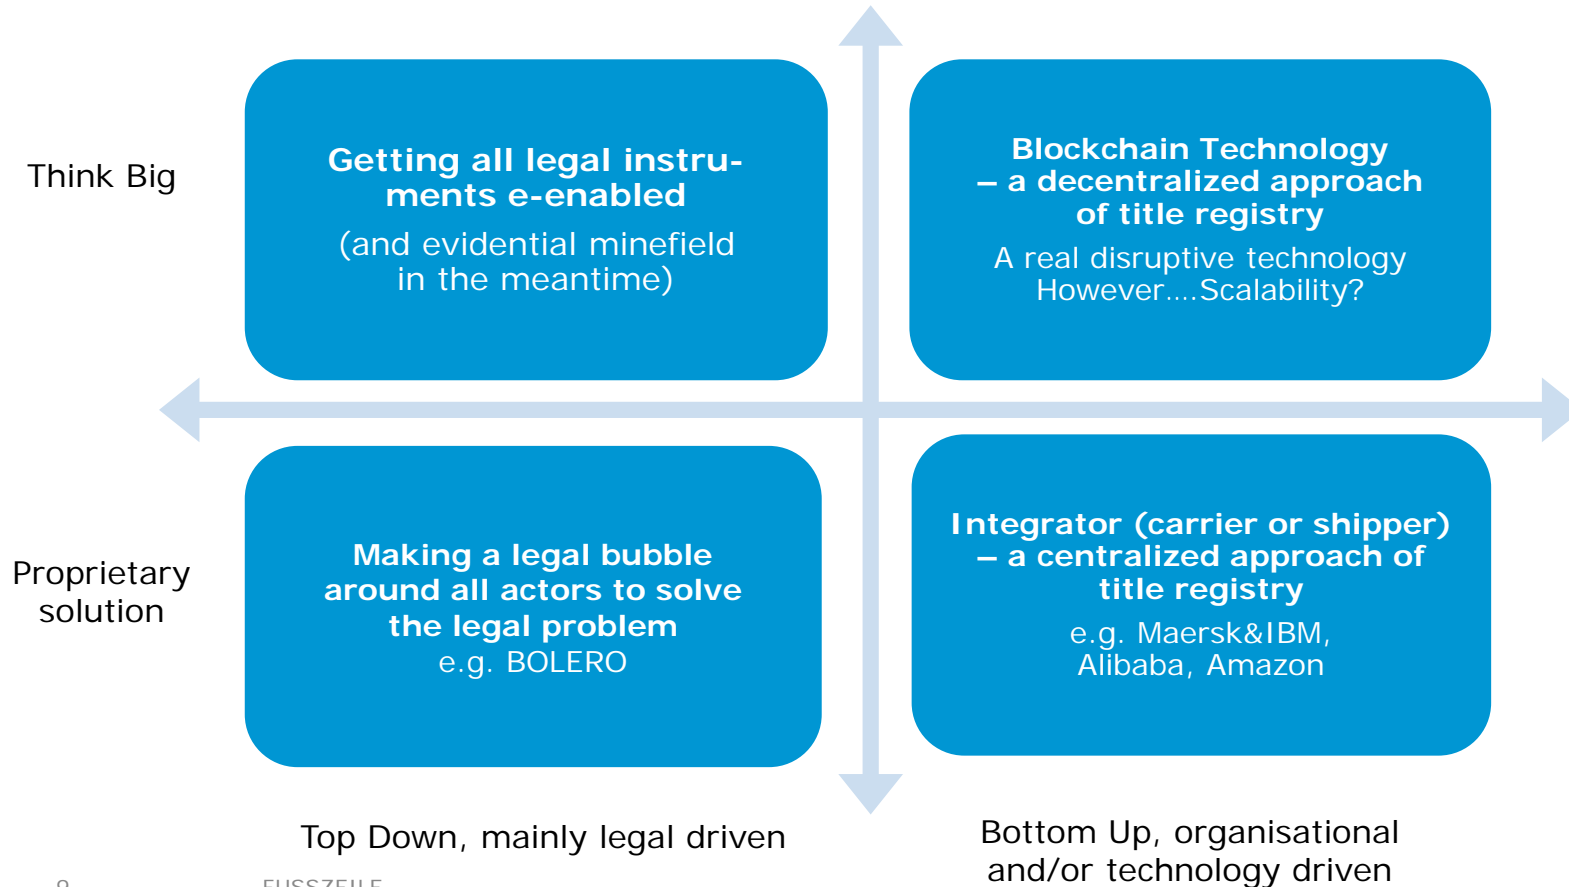 Think Big
Getting all legal instru-
ments e-enabled
(and evidential minefield
in the meantime)
Blockchain Technology
– a decentralized approach
of title registry
A real disruptive technology
However....Scalability?
Proprietary
solution
Making a legal bubble
around all actors to solve
the legal problem
e.g. BOLERO
Integrator (carrier or shipper)
– a centralized approach of
title registry
e.g. Maersk&IBM,
Alibaba, Amazon
Top Down, mainly legal driven
Bottom Up, organisational
and/or technology driven
FUSSZEILE